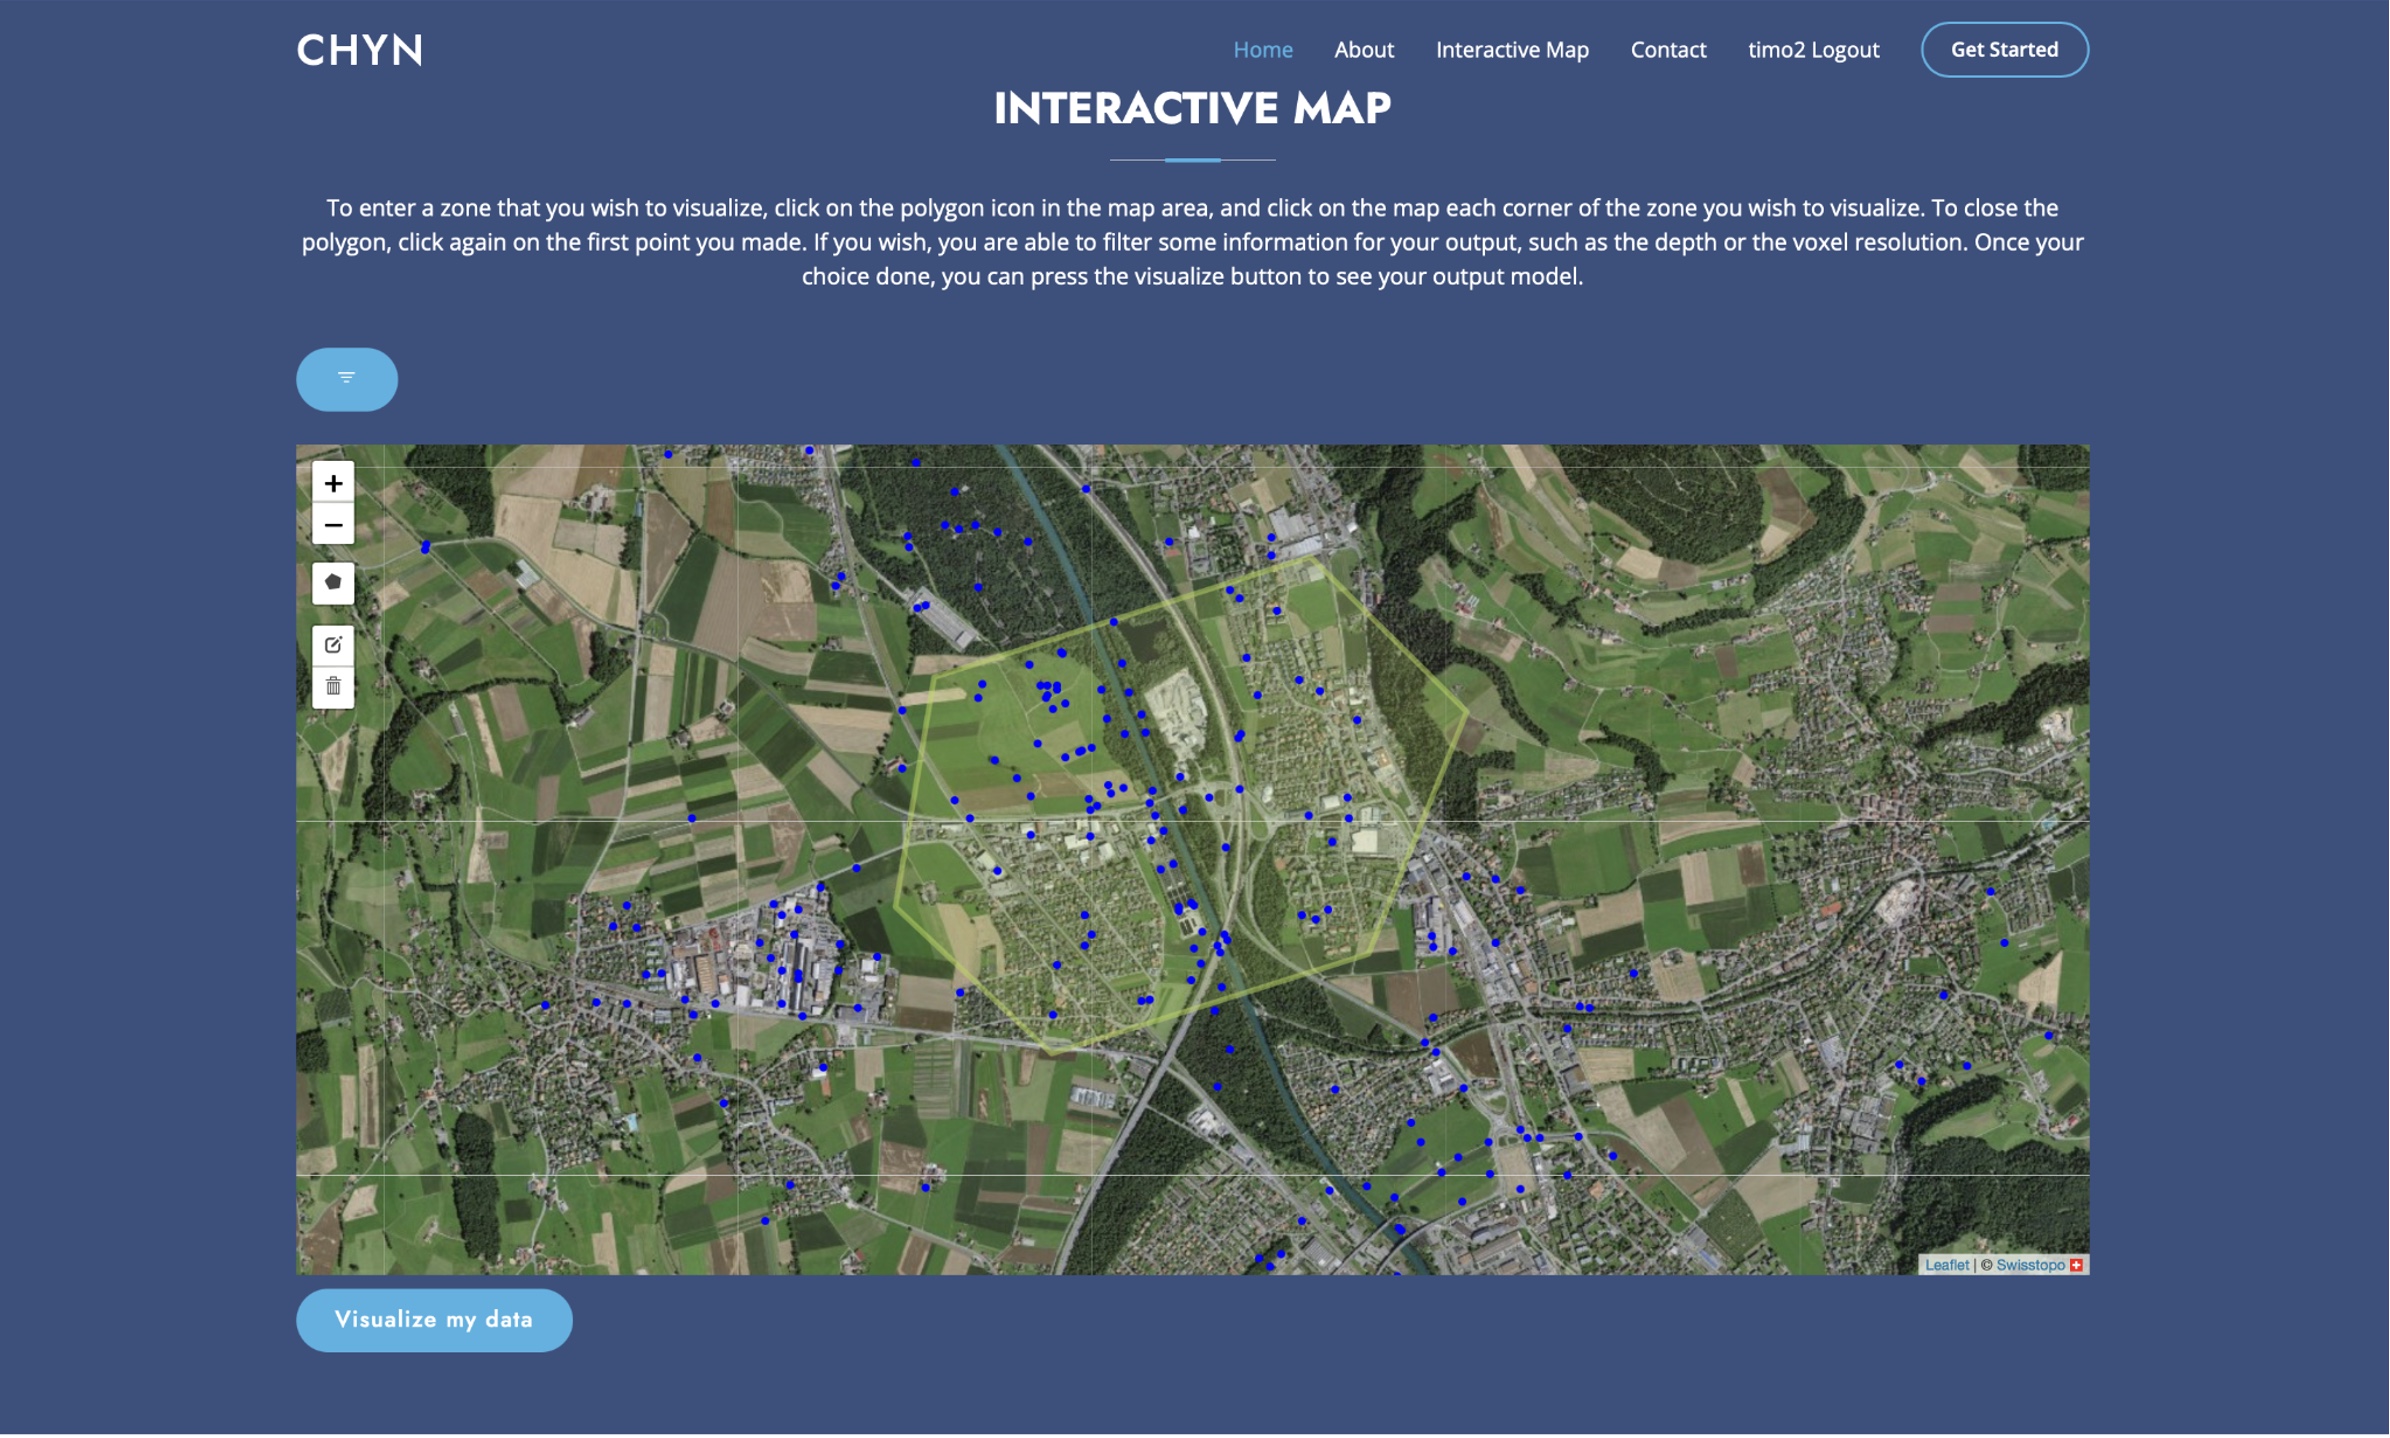 CHYN
Home
About
Interactive Map
Contact
timo2 Logout
Get Started
INTERACTIVE MAP
To enter a zone that you wish to visualize, click on the polygon icon in the map area, and click on the map each corner of the zone you wish to visualize. To close the
polygon, click again on the first point you made. If you wish, you are able to filter some information for your output, such as the depth or the voxel resolution. Once your
choice done, you can press the visualize button to see your output model.
+
−
Leaflet | © Swisstopo
Visualize my data